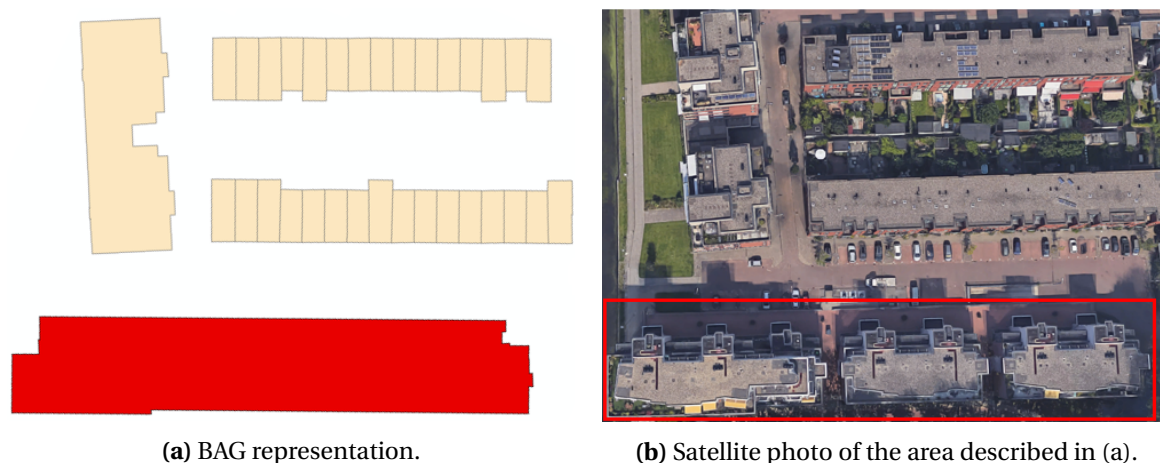 (a) BAG representation.
(b) Satellite photo of the area described in (a).